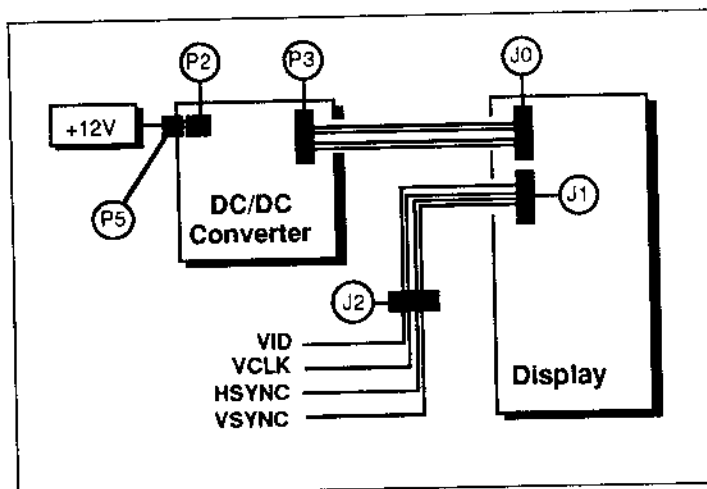 P2
P3
J0
+12V
P5
DC/DC
Converter
J1
J2
VID
VCLK
HSYNC
VSYNC
Display